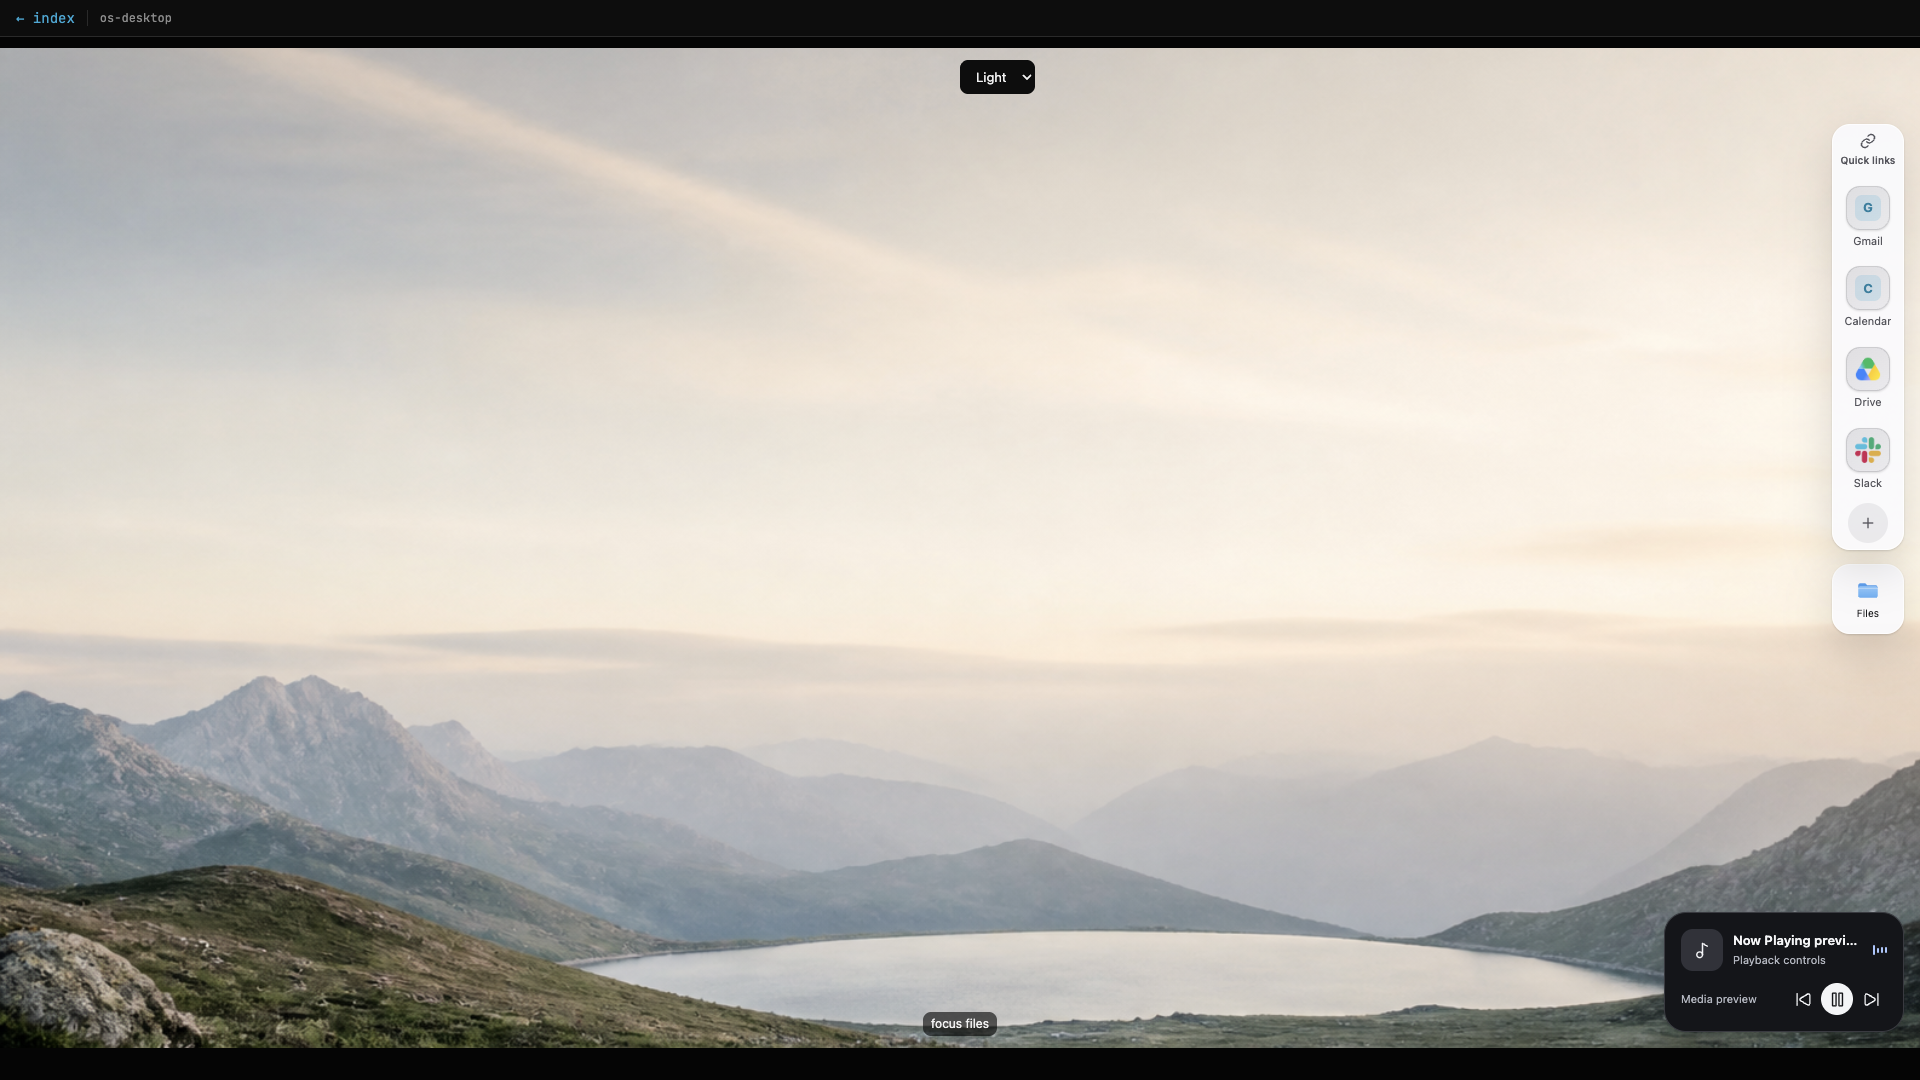 ← index
os-desktop
Light
Quick links
G
Gmail
C
Calendar
Drive
Slack
Files
Now Playing previ...
Playback controls
Media preview
focus files